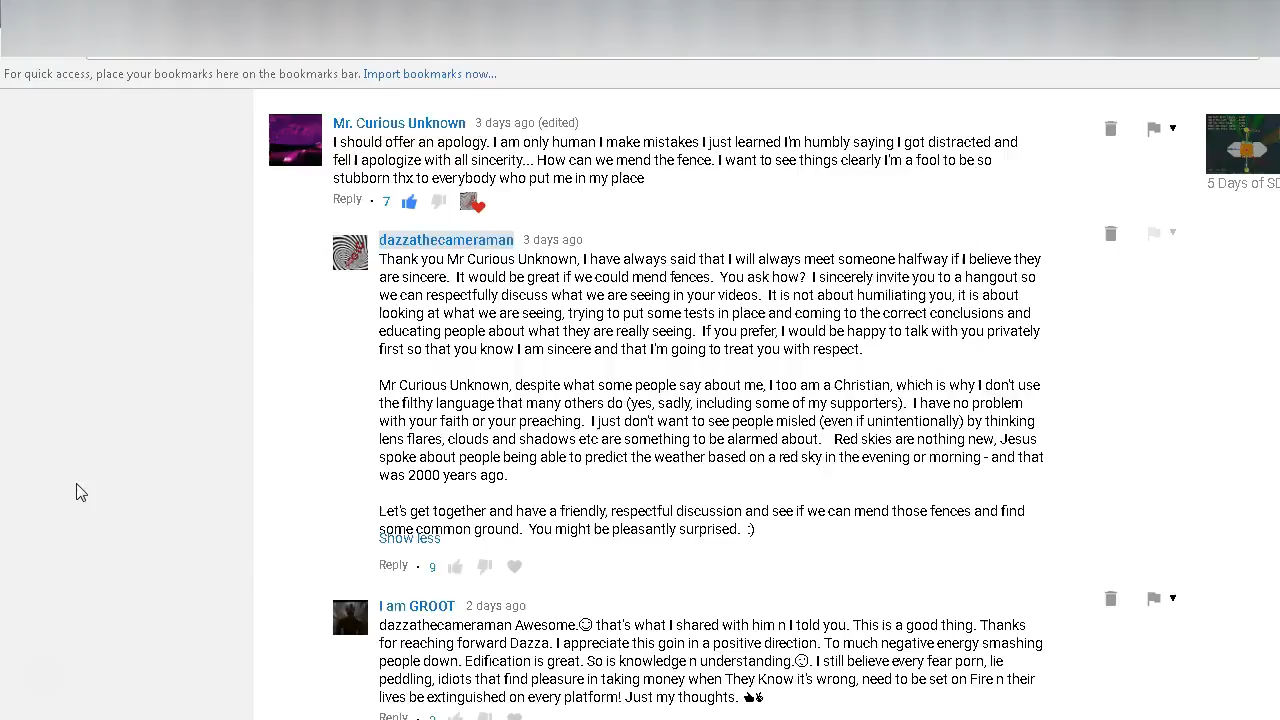 For quick access, place your bookmarks here on the bookmarks bar. Import bookmarks now...
Mr. Curious Unknown 3 days ago (edited)
I should offer an apology. I am only human I make mistakes I just earned I'm humbly saying I got distracted and
fell I apologize with all sincerity... How can we mend the fence. I want to see things clearly I'm a fool to be so
stubborn thx to everybody who put me in my place
Reply · 7
5 Days of SD
dazzathecameraman 3 days ago
Thank you Mr Curious Unknown, I have always said that I will always meet someone halfway if I believe they
are sincere. It would be great if we could mend fences. You ask how? I sincerely invite you to a hangout so
we can respectfully discuss what we are seeing in your videos. It is not about humiliating you, it is about
looking at what we are seeing, trying to put some tests in place and coming to the correct conclusions and
educating people about what they are really seeing. If you prefer, I would be happy to talk with you privately
first so that you know I am sincere and that I'm going to treat you with respect.
Mr Curious Unknown, despite what some people say about me, I too am a Christian, which is why I don't use
the filthy language that many others do (yes, sadly, including some of my supporters). I have no problem
with your faith or your preaching. I just don't want to see people misled (even if unintentionally) by thinking
lens flares, clouds and shadows etc are something to be alarmed about. Red skies are nothing new, Jesus
spoke about people being able to predict the weather based on a red sky in the evening or morning - and that
was 2000 years ago.
Let's get together and have a friendly, respectful discussion and see if we can mend those fences and find
some common ground. You might be pleasantly surprised. :)
Show less
Reply · 9
I am GROOT 2 days ago
dazzathecameraman Awesome.☺ that's what I shared with him n I told you. This is a good thing. Thanks
for reaching forward Dazza. I appreciate this goin in a positive direction. To much negative energy smashing
people down. Edification is great. So is knowledge n understanding.☺. I still believe every fear porn, lie
peddling, idiots that find pleasure in taking money when They Know it's wrong, need to be set on Fire n their
lives be extinguished on every platform! Just my thoughts.
Reply